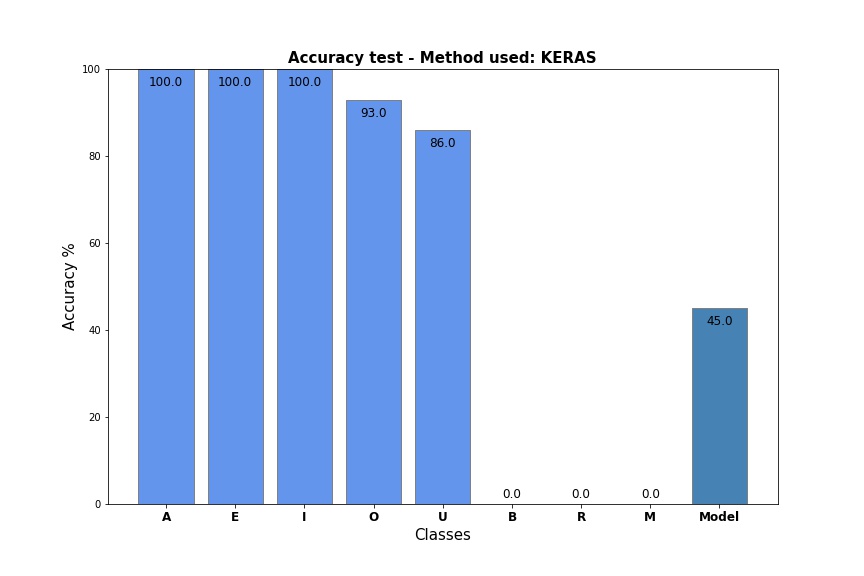 Accuracy test - Method used: KERAS
Accuracy %
100
80
60
40
20
0
100.0 100.0 100.0 93.0 86.0 0.0 0.0 0.0 45.0
A E I O U B R M Model
Classes